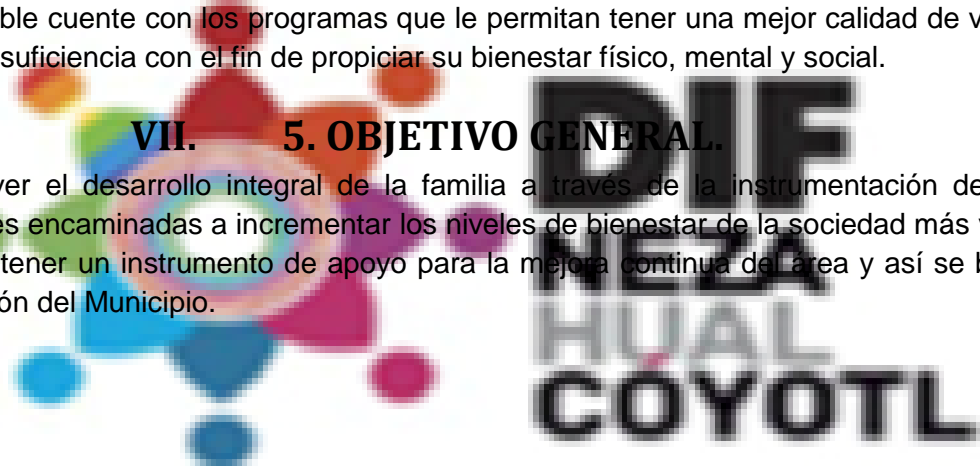 ble cuente con los programas que le permitan tener una mejor calidad de v
suficiencia con el fin de propiciar su bienestar físico, mental y social.
VII. 5. OBJETIVO GENERAL.
ver el desarrollo integral de la familia a través de la instrumentación de
es encaminadas a incrementar los niveles de bienestar de la sociedad más v
tener un instrumento de apoyo para la mejora continua del área y así se b
ón del Municipio.
DIF
NEZA
HUAL
CÓYOTL